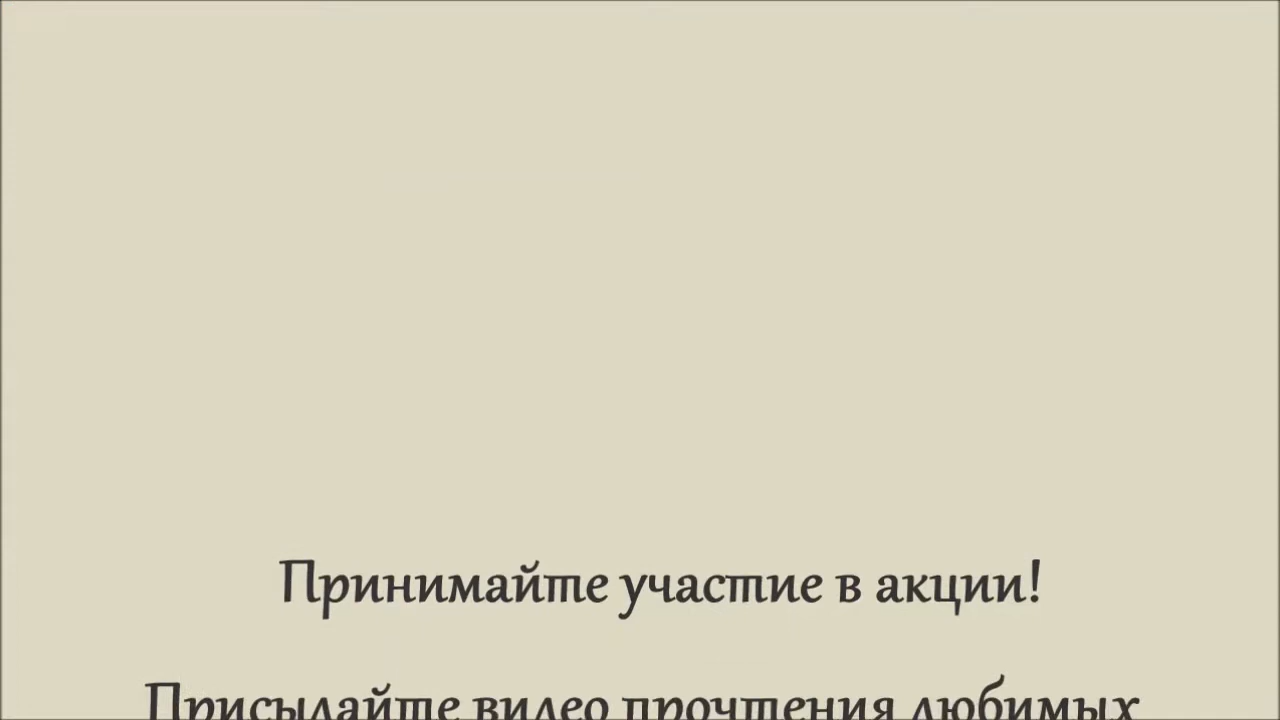 Принимайте участие в акции!
Присылайте видео прочтения любимых